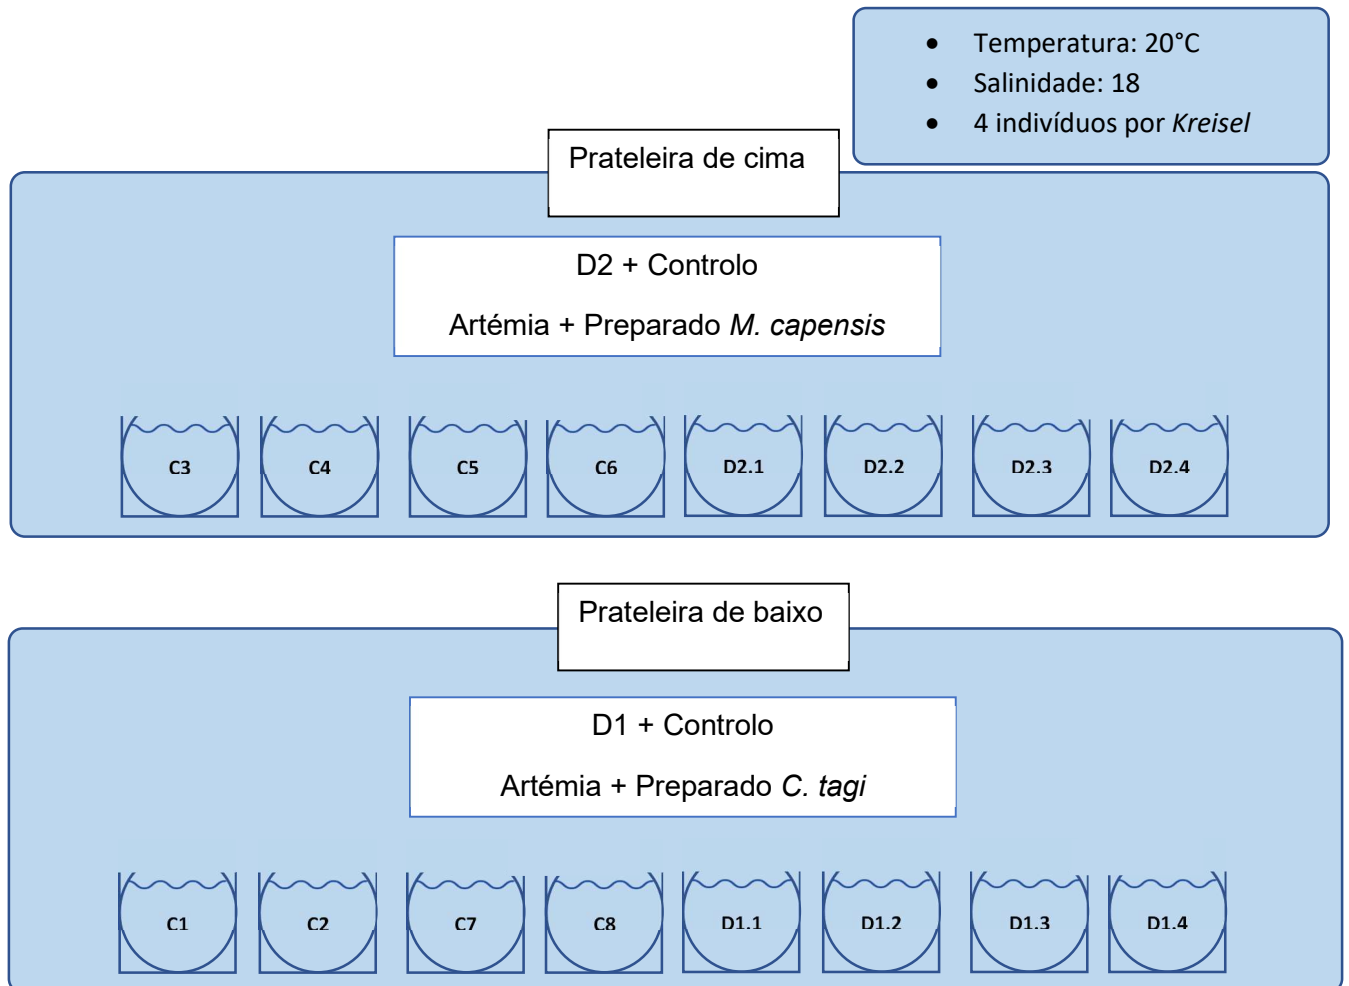 • Temperatura: 20°C
• Salinidade: 18
• 4 indivíduos por Kreisel
Prateleira de cima
D2 + Controlo
Artémia + Preparado M. capensis
C3 C4 C5 C6 D2.1 D2.2 D2.3 D2.4
Prateleira de baixo
D1 + Controlo
Artémia + Preparado C. tagi
C1 C2 C7 C8 D1.1 D1.2 D1.3 D1.4